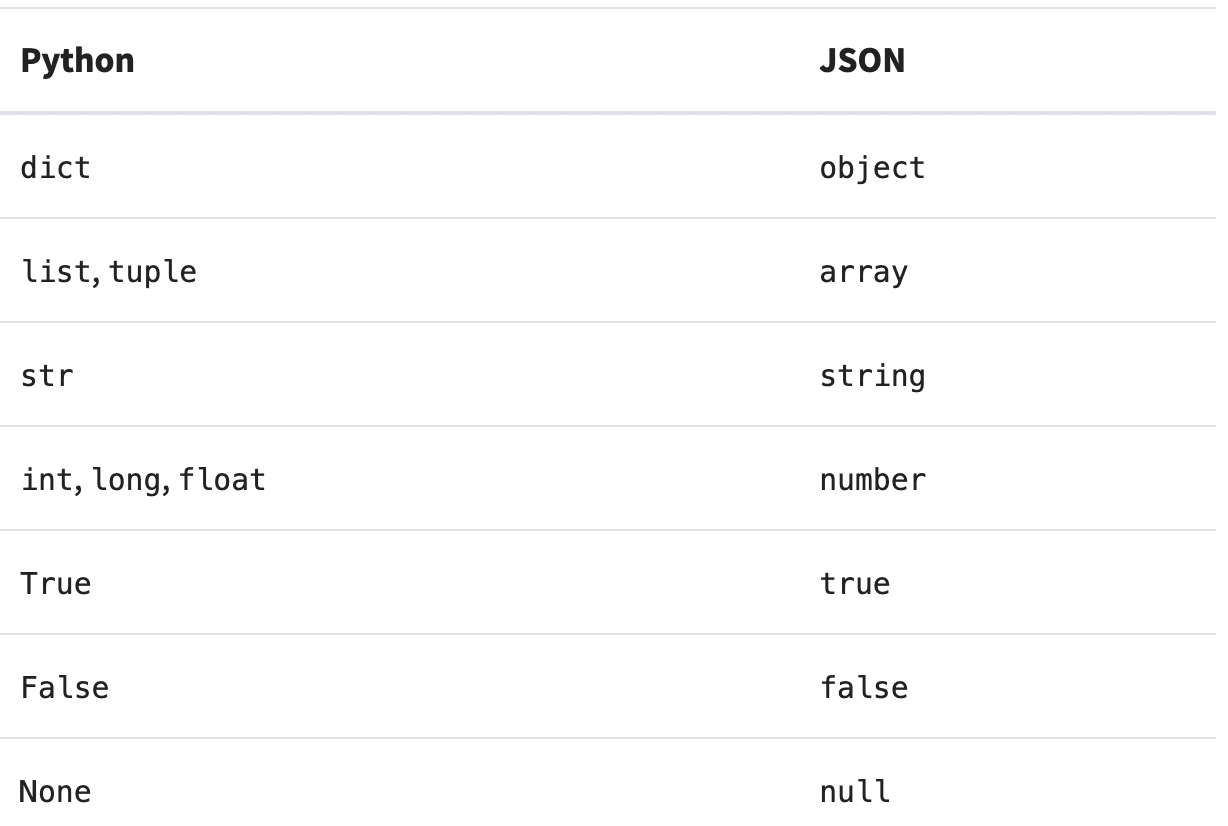 Python JSON
dict object
list, tuple array
str string
int, long, float number
True true
False false
None null